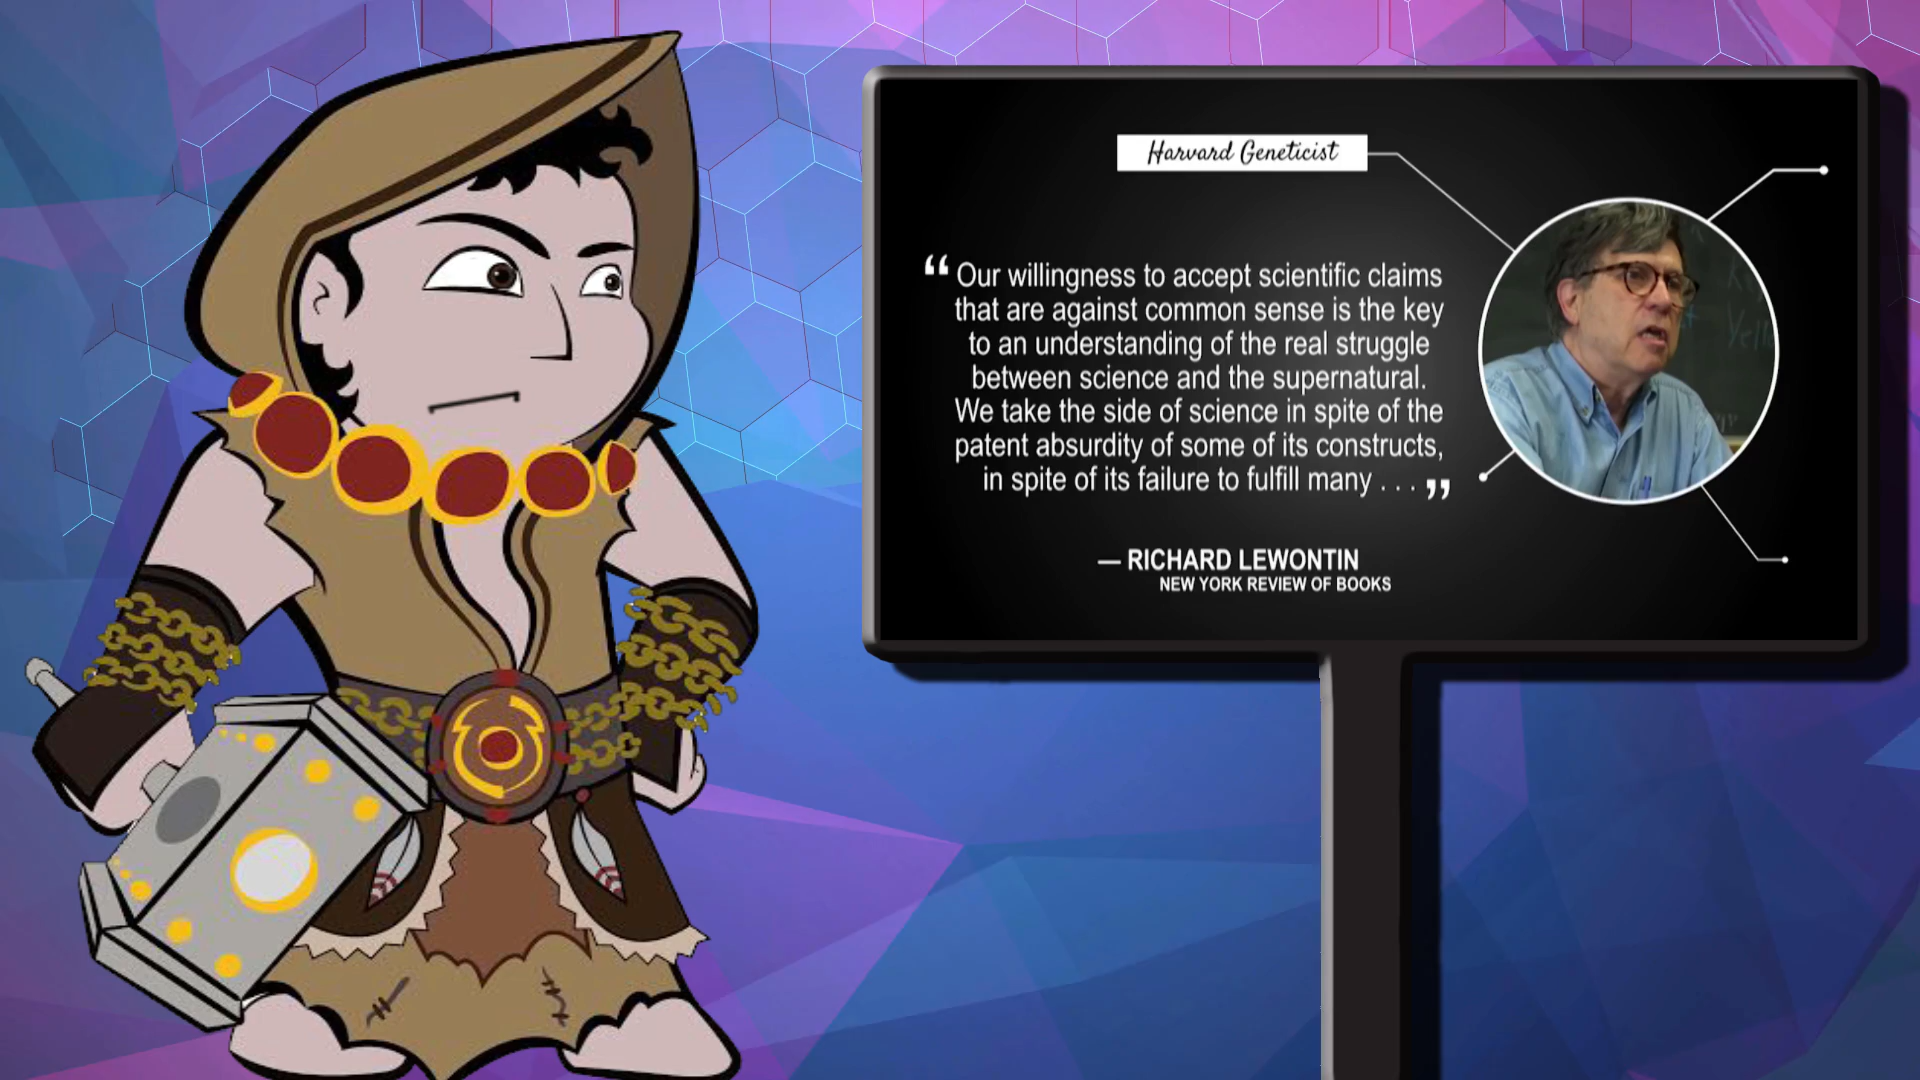 Harvard Geneticist
“Our willingness to accept scientific claims
that are against common sense is the key
to an understanding of the real struggle
between science and the supernatural.
We take the side of science in spite of the
patent absurdity of some of its constructs,
in spite of its failure to fulfill many . . . ”
— RICHARD LEWONTIN
NEW YORK REVIEW OF BOOKS